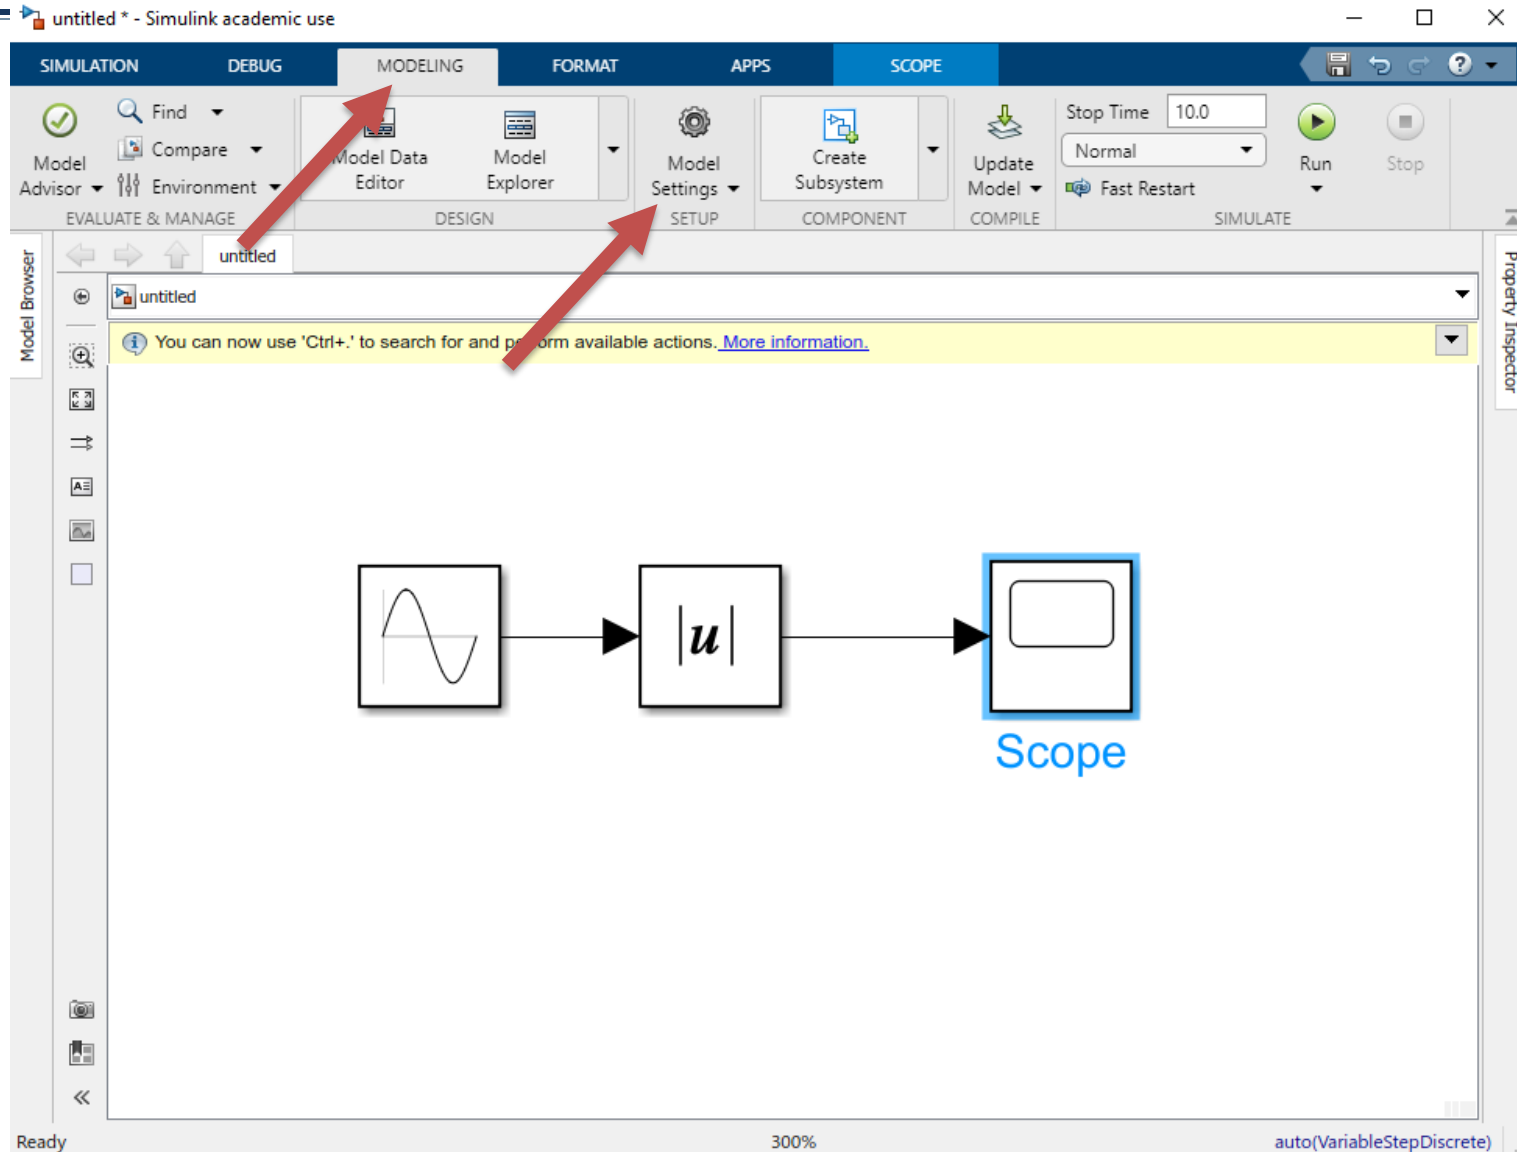 untitled * - Simulink academic use
SIMULATION DEBUG MODELING FORMAT APPS SCOPE
Model Advisor
Find
Compare
Environment
EVALUATE & MANAGE
Model Data Editor
Model Explorer
DESIGN
Model Settings
SETUP
Create Subsystem
COMPONENT
Update Model
COMPILE
Stop Time 10.0
Normal
Fast Restart
Run
Stop
SIMULATE
Model Browser
untitled
untitled
You can now use 'Ctrl+.' to search for and perform available actions. More information.
Property Inspector
|u|
Scope
Ready 300% auto(VariableStepDiscrete)